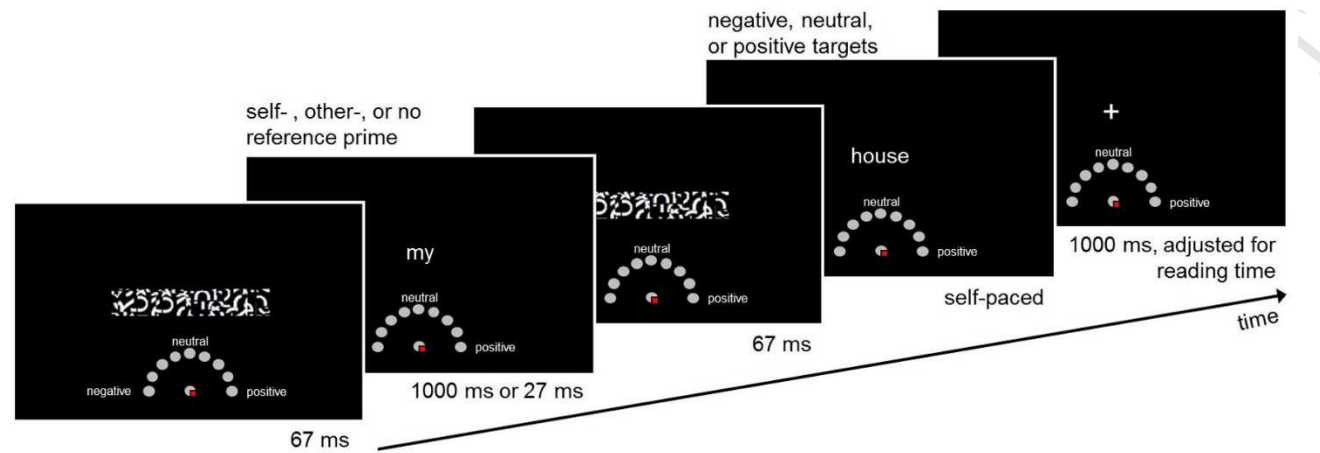 neutral
negative
positive
67 ms
self- , other-, or no
reference prime
my
neutral
positive
1000 ms or 27 ms
neutral
positive
67 ms
negative, neutral,
or positive targets
house
neutral
positive
self-paced
+
neutral
positive
1000 ms, adjusted for
reading time
time